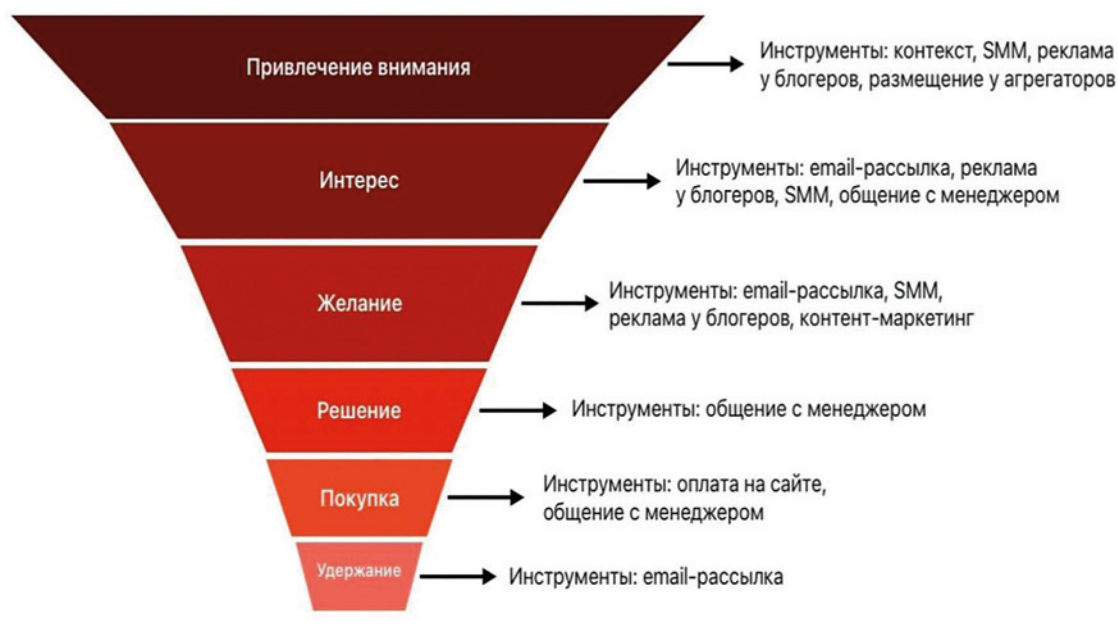 Привлечение внимания
Инструменты: контекст, SMM, реклама
у блогеров, размещение у агрегаторов
Интерес
Инструменты: email-рассылка, реклама
у блогеров, SMM, общение с менеджером
Желание
Инструменты: email-рассылка, SMM,
реклама у блогеров, контент-маркетинг
Решение
Инструменты: общение с менеджером
Покупка
Инструменты: оплата на сайте,
общение с менеджером
Удержание
Инструменты: email-рассылка